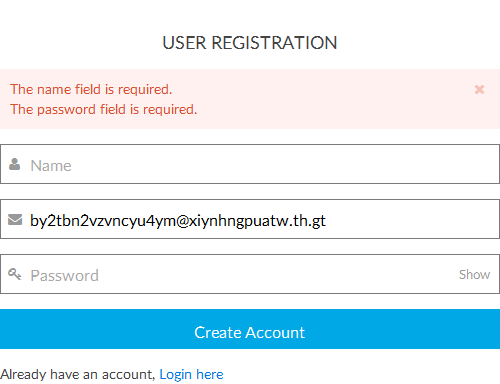 USER REGISTRATION
The name field is required.
The password field is required.
Name
by2tbn2vzvncyu4ym@xiynhngpuatw.th.gt
Password Show
Create Account
Already have an account, Login here